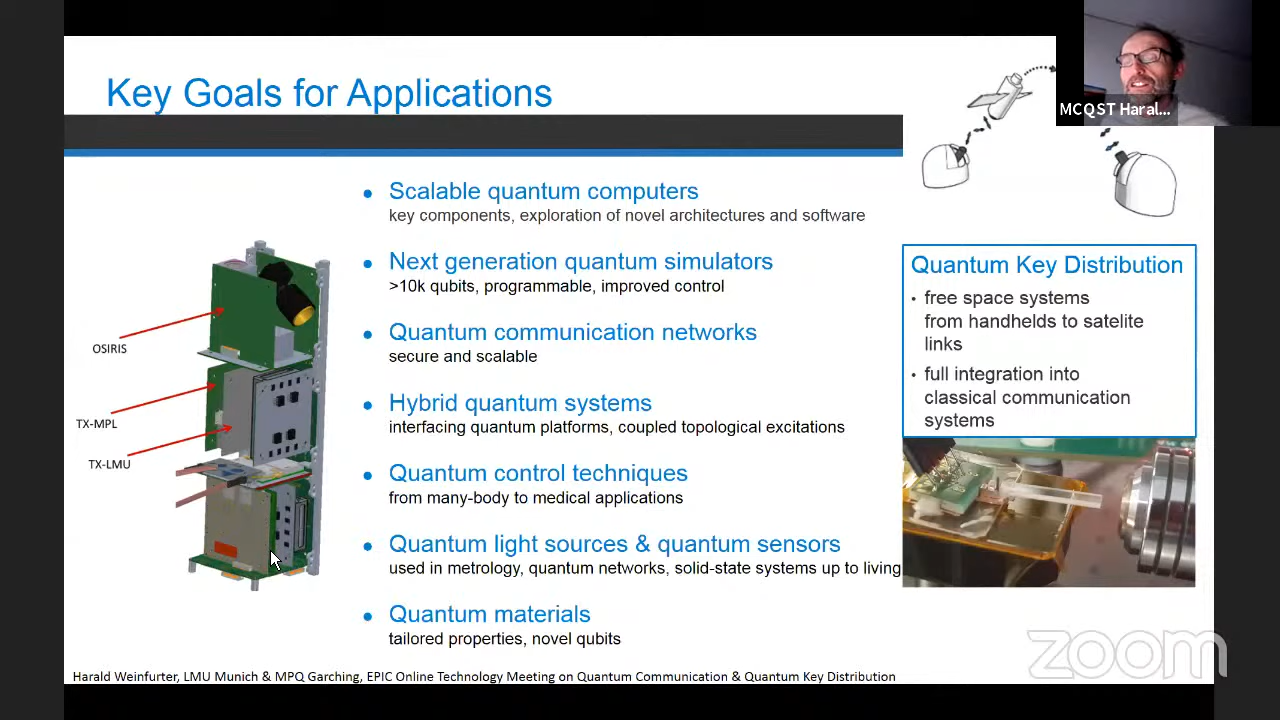 Key Goals for Applications
MCQST Haral...
Scalable quantum computers
key components, exploration of novel architectures and software
Next generation quantum simulators
>10k qubits, programmable, improved control
Quantum communication networks
secure and scalable
Hybrid quantum systems
interfacing quantum platforms, coupled topological excitations
Quantum control techniques
from many-body to medical applications
Quantum light sources & quantum sensors
used in metrology, quantum networks, solid-state systems up to living
Quantum materials
tailored properties, novel qubits
OSIRIS
TX-MPL
TX-LMU
Quantum Key Distribution
free space systems
from handhelds to satelite
links
full integration into
classical communication
systems
Harald Weinfurter, LMU Munich & MPQ Garching, EPIC Online Technology Meeting on Quantum Communication & Quantum Key Distribution
zoom